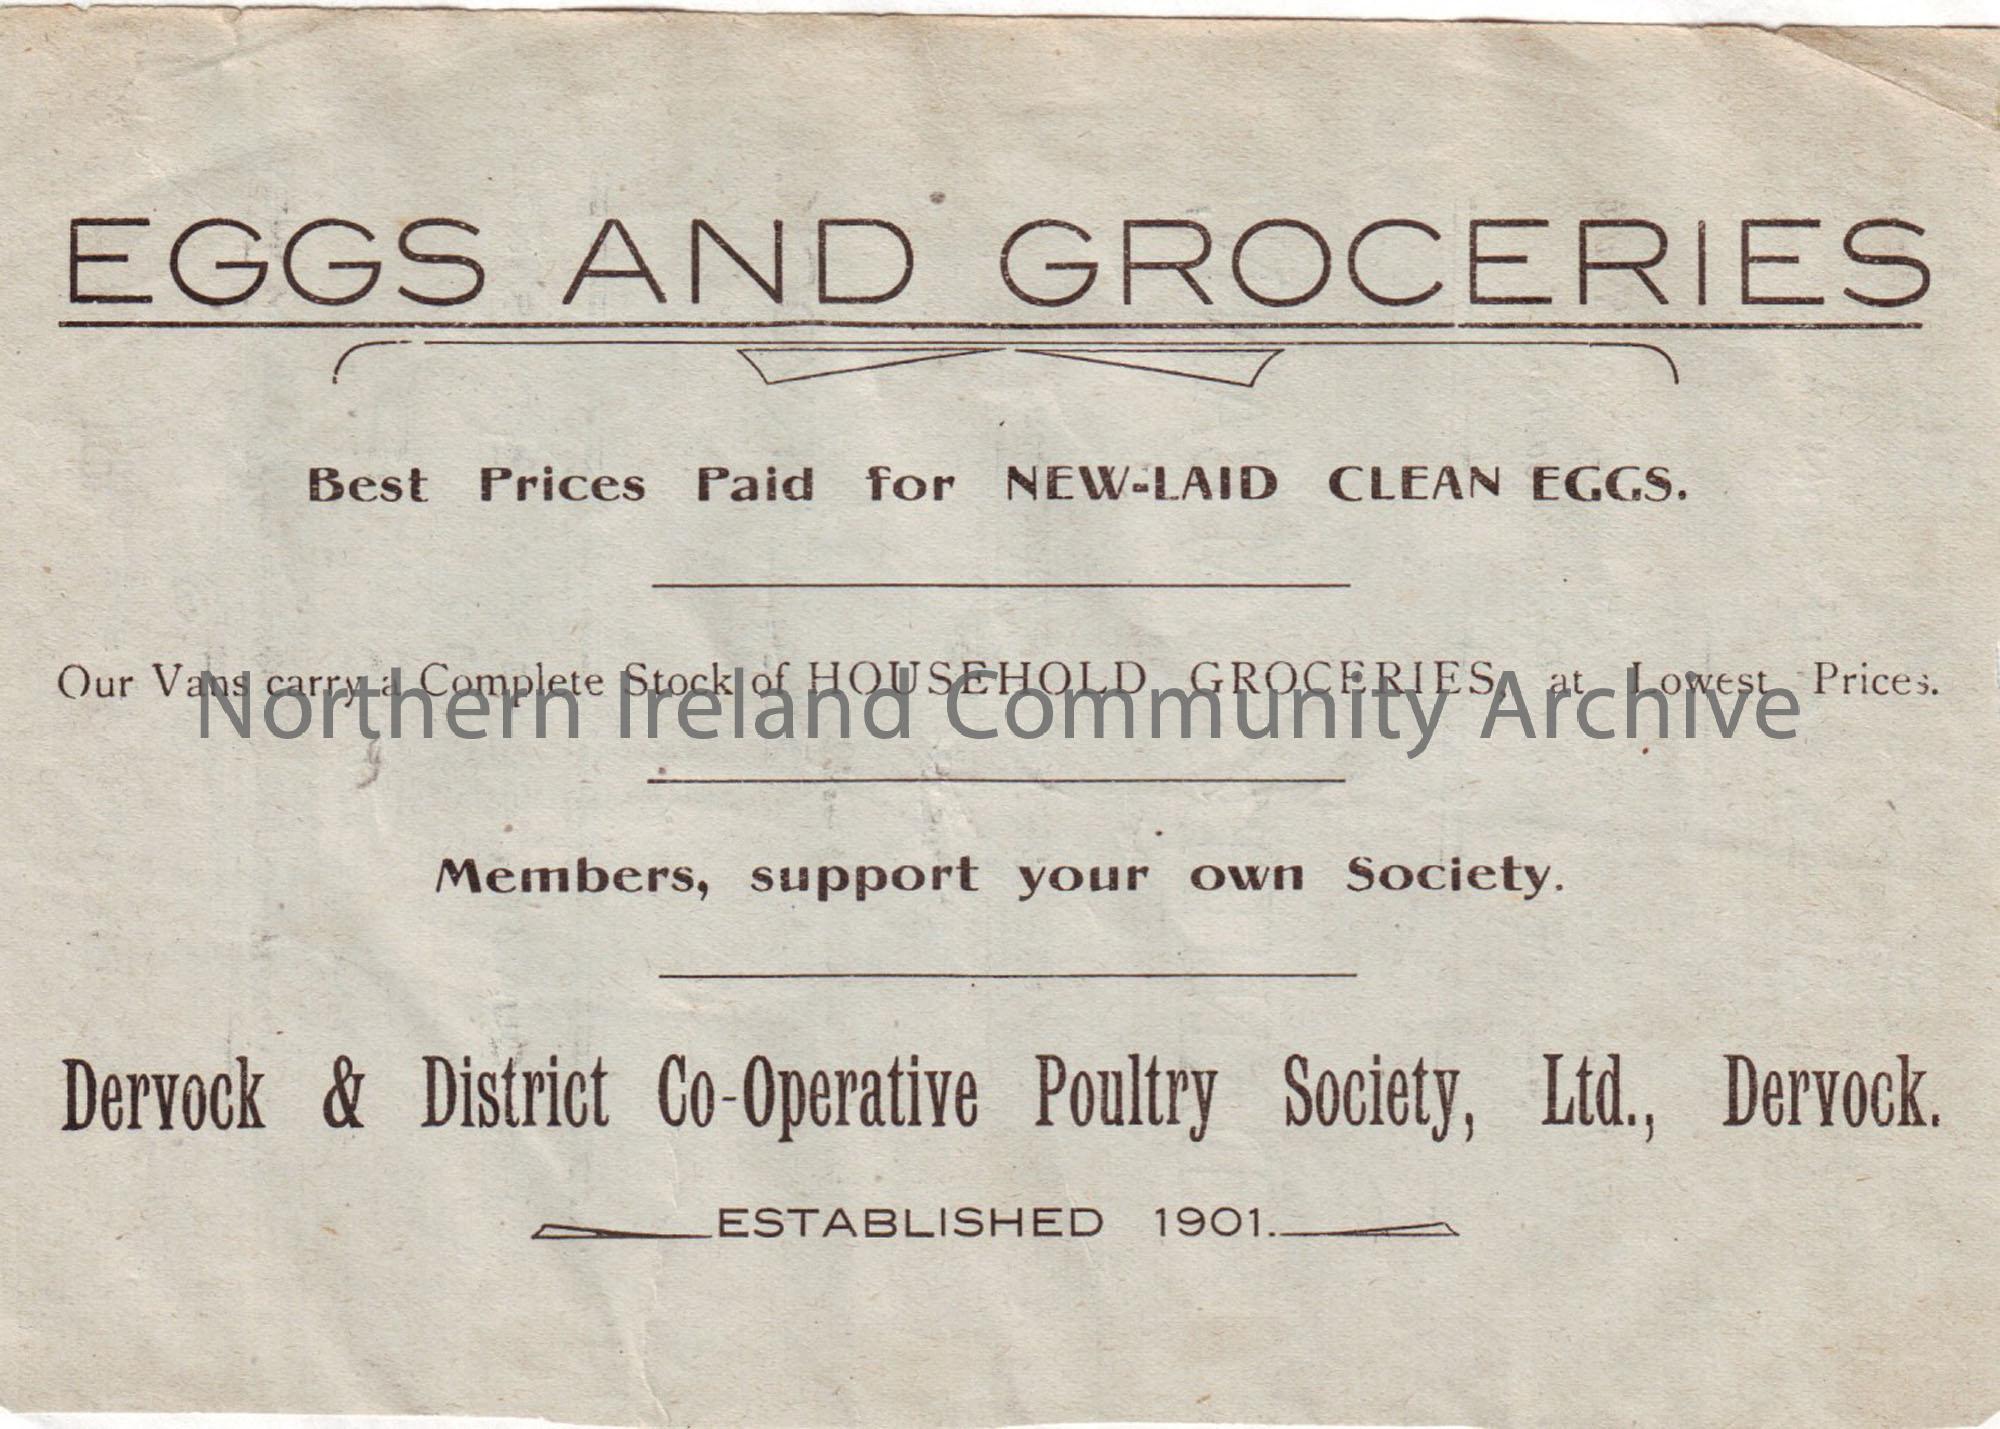 EGGS AND GROCERIES
Best Prices Paid for NEW-LAID CLEAN EGGS.
Our Vans carry a Complete Stock of HOUSEHOLD GROCERIES, at Lowest Prices.
Northern Ireland Community Archive
Members, support your own Society.
Dervock & District Co-Operative Poultry Society, Ltd., Dervock.
ESTABLISHED 1901.